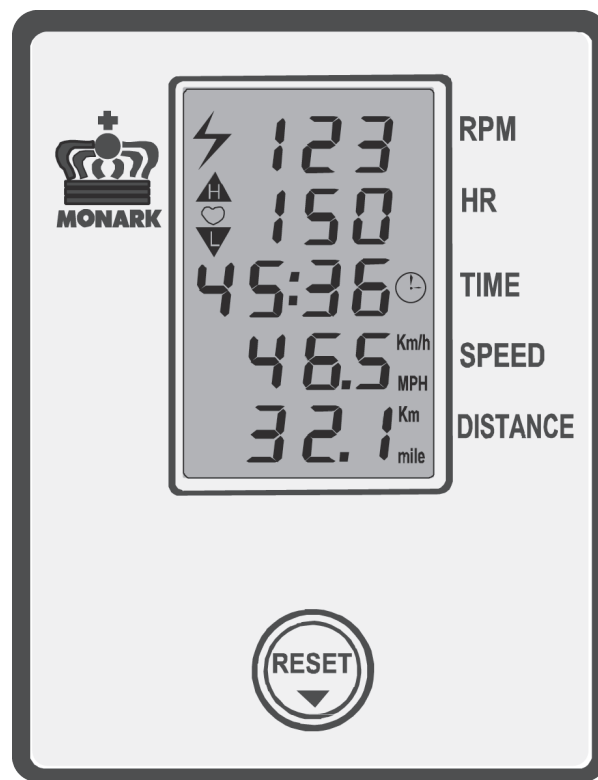 123 RPM
H
150 HR
L
MONARK
45:36 TIME
46.5 Km/h SPEED
MPH
32.1 Km DISTANCE
mile
RESET